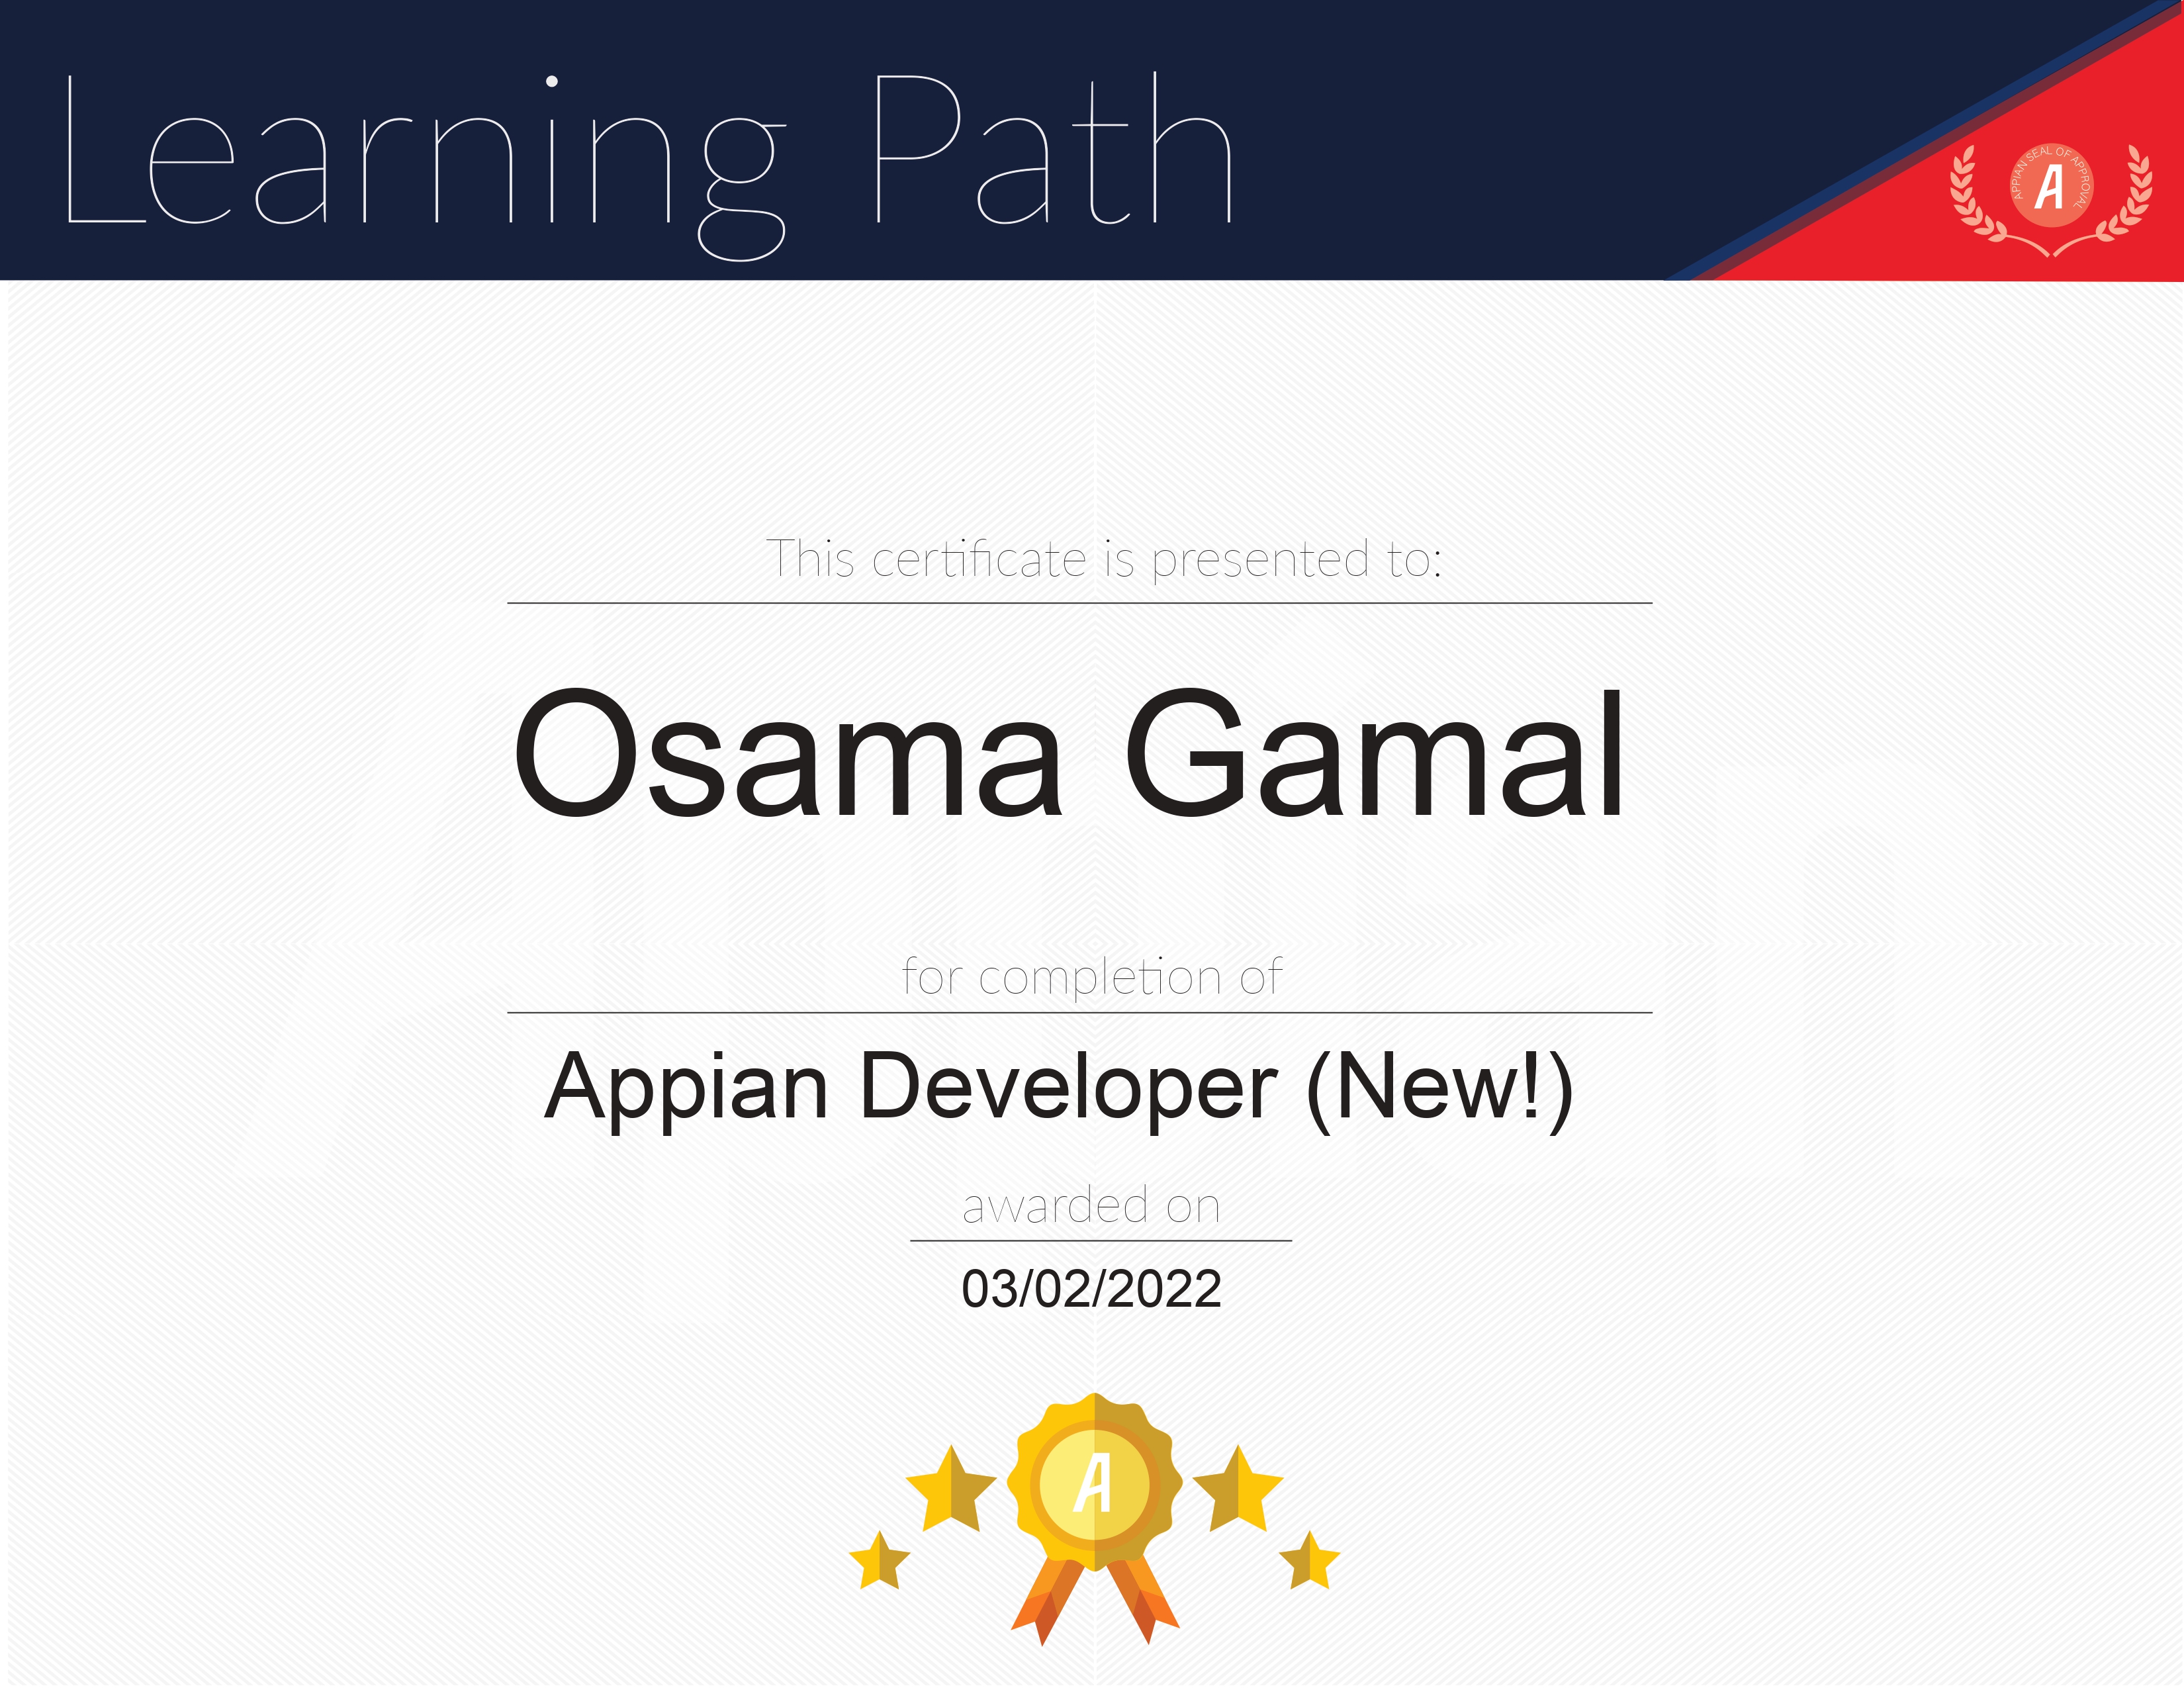 Learning Path
APPIAN SEAL OF APPROVAL
A
This certificate is presented to:
Osama Gamal
for completion of
Appian Developer (New!)
awarded on
03/02/2022
A